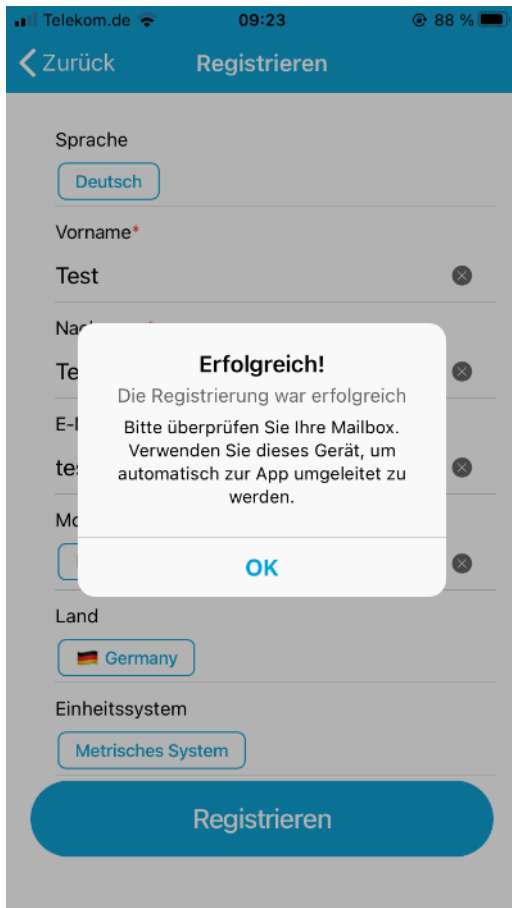 Telekom.de 09:23 88 %
Zurück Registrieren
Sprache
Deutsch
Vorname*
Test
Erfolgreich!
Die Registrierung war erfolgreich
Bitte überprüfen Sie Ihre Mailbox.
Verwenden Sie dieses Gerät, um
automatisch zur App umgeleitet zu
werden.
OK
Land
Germany
Einheitssystem
Metrisches System
Registrieren